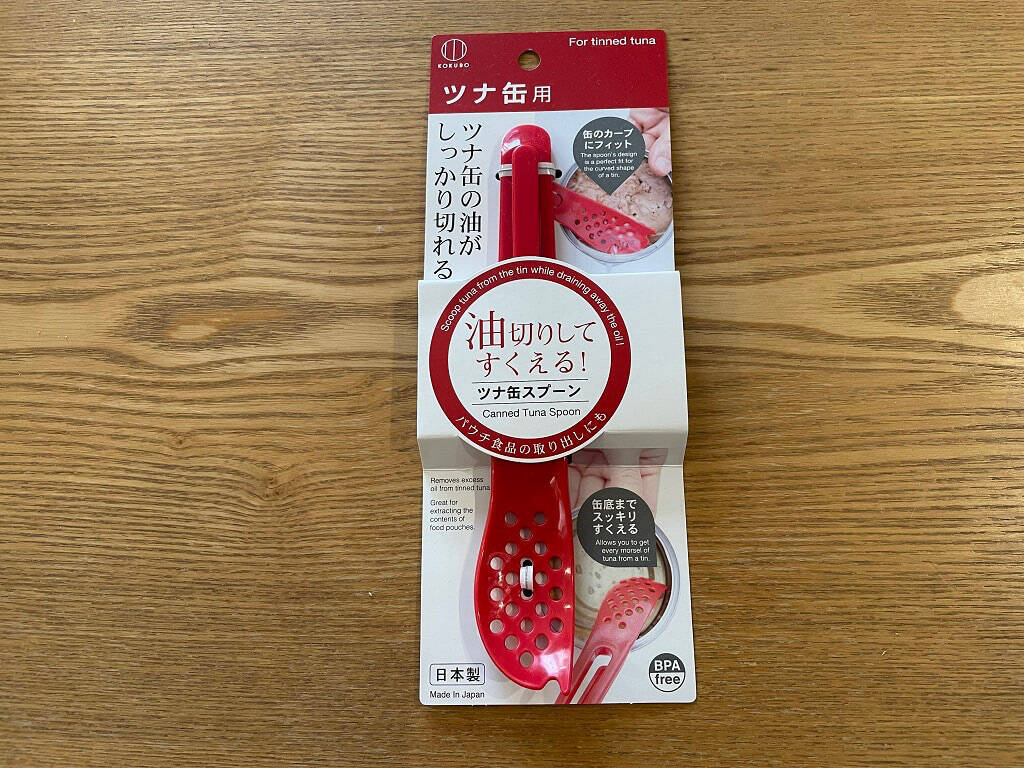 KOKUBO
For tinned tuna
ツナ缶用
ツナ缶の油が
しっかり切れる
缶のカーブ
にフィット
The spoon's design
is a perfect fit for
the curved shape
of a tin.
Scoop tuna from the tin while draining away the oil!
油切りして
すくえる!
ツナ缶スプーン
Canned Tuna Spoon
パウチ食品の取り出しにも
Removes excess
oil from tinned tuna
Great for
extracting the
contents of
food pouches.
缶底まで
スッキリ
すくえる
Allows you to get
every morsel of
tuna from a tin.
日本製
Made In Japan
BPA
free